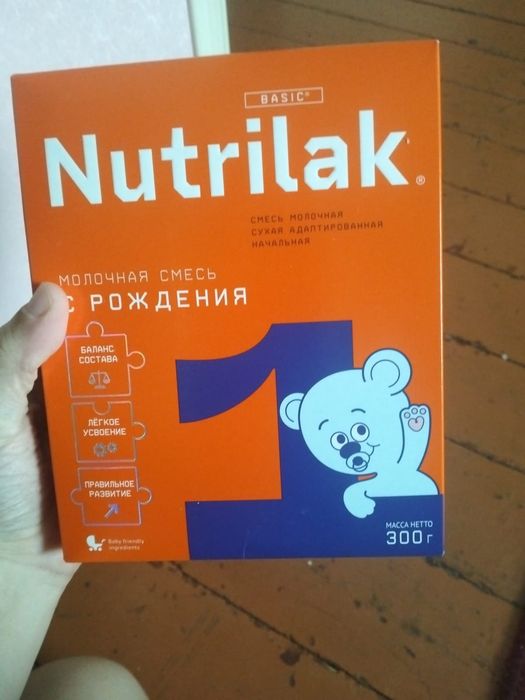 BASIC®
Nutrilak®
СМЕСЬ МОЛОЧНАЯ
СУХАЯ АДАПТИРОВАННАЯ
НАЧАЛЬНАЯ
МОЛОЧНАЯ СМЕСЬ
С РОЖДЕНИЯ
1
БАЛАНС
СОСТАВА
ЛЁГКОЕ
УСВОЕНИЕ
ПРАВИЛЬНОЕ
РАЗВИТИЕ
Baby friendly
ingredients
МАССА НЕТТО
300 г